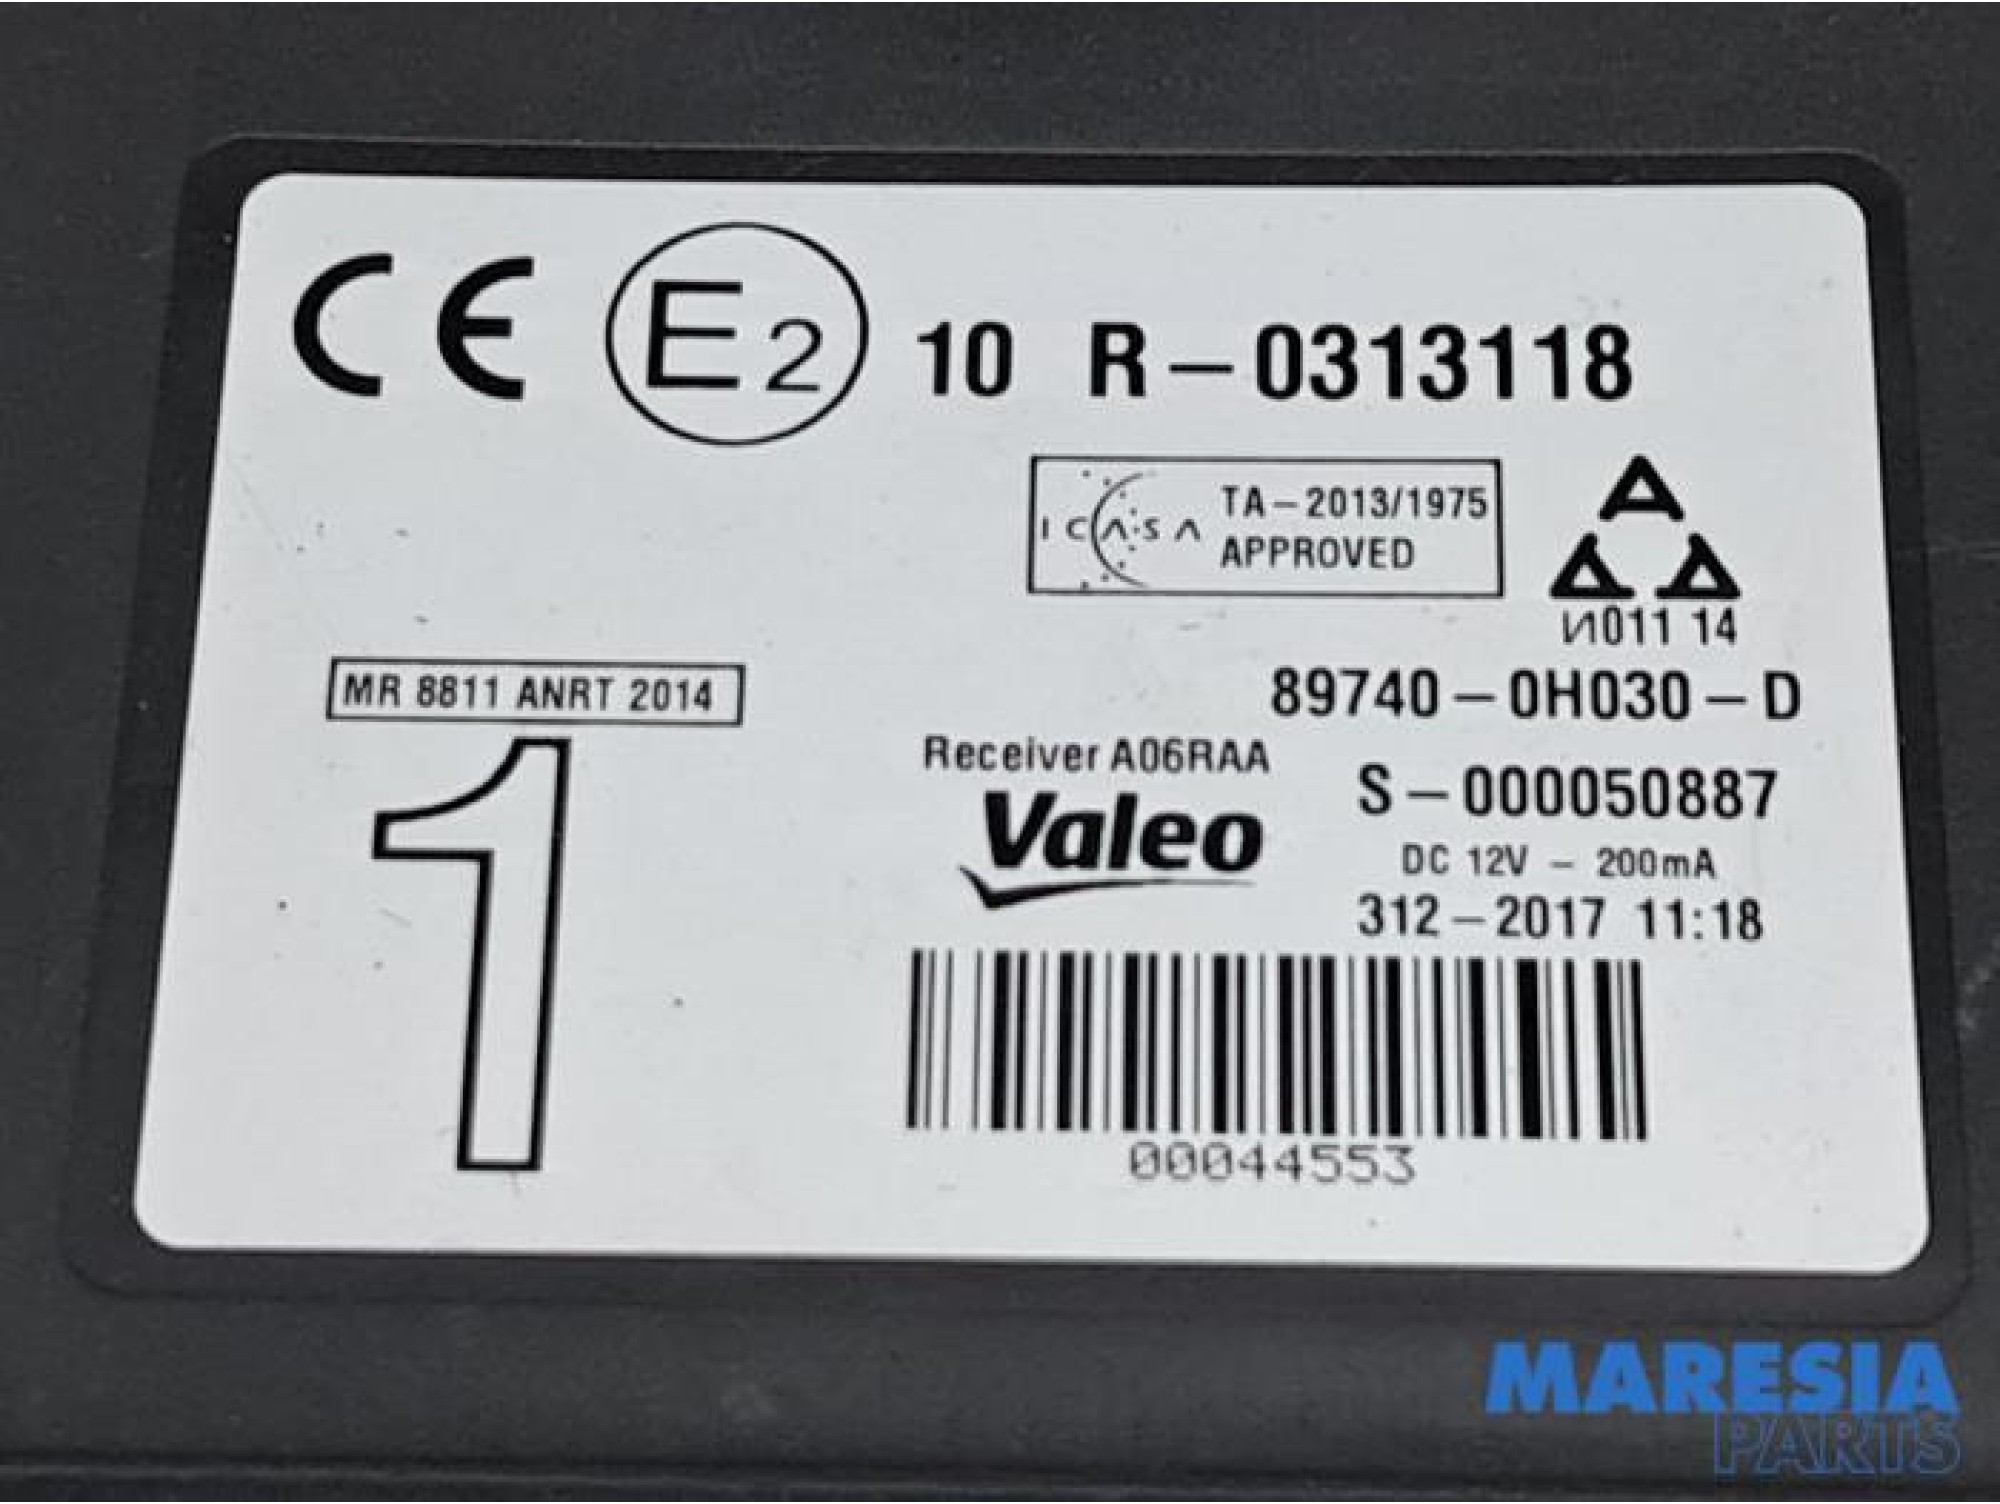 CE E2 10 R-0313118
ICASA TA-2013/1975
APPROVED
A
И011 14
MR 8811 ANRT 2014
89740-0H030-D
Receiver A06RAA
S-000050887
Valeo
DC 12V - 200mA
312-2017 11:18
1
00044553
MARESIA
PARTS